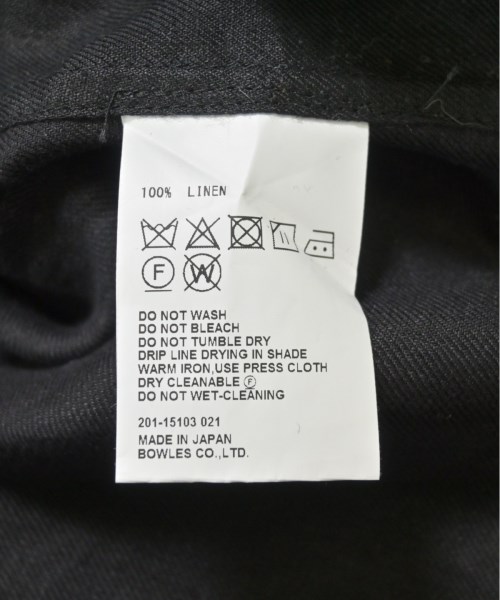 100% LINEN
F W
DO NOT WASH
DO NOT BLEACH
DO NOT TUMBLE DRY
DRIP LINE DRYING IN SHADE
WARM IRON,USE PRESS CLOTH
DRY CLEANABLE Ⓕ
DO NOT WET-CLEANING
201-15103 021
MADE IN JAPAN
BOWLES CO.,LTD.